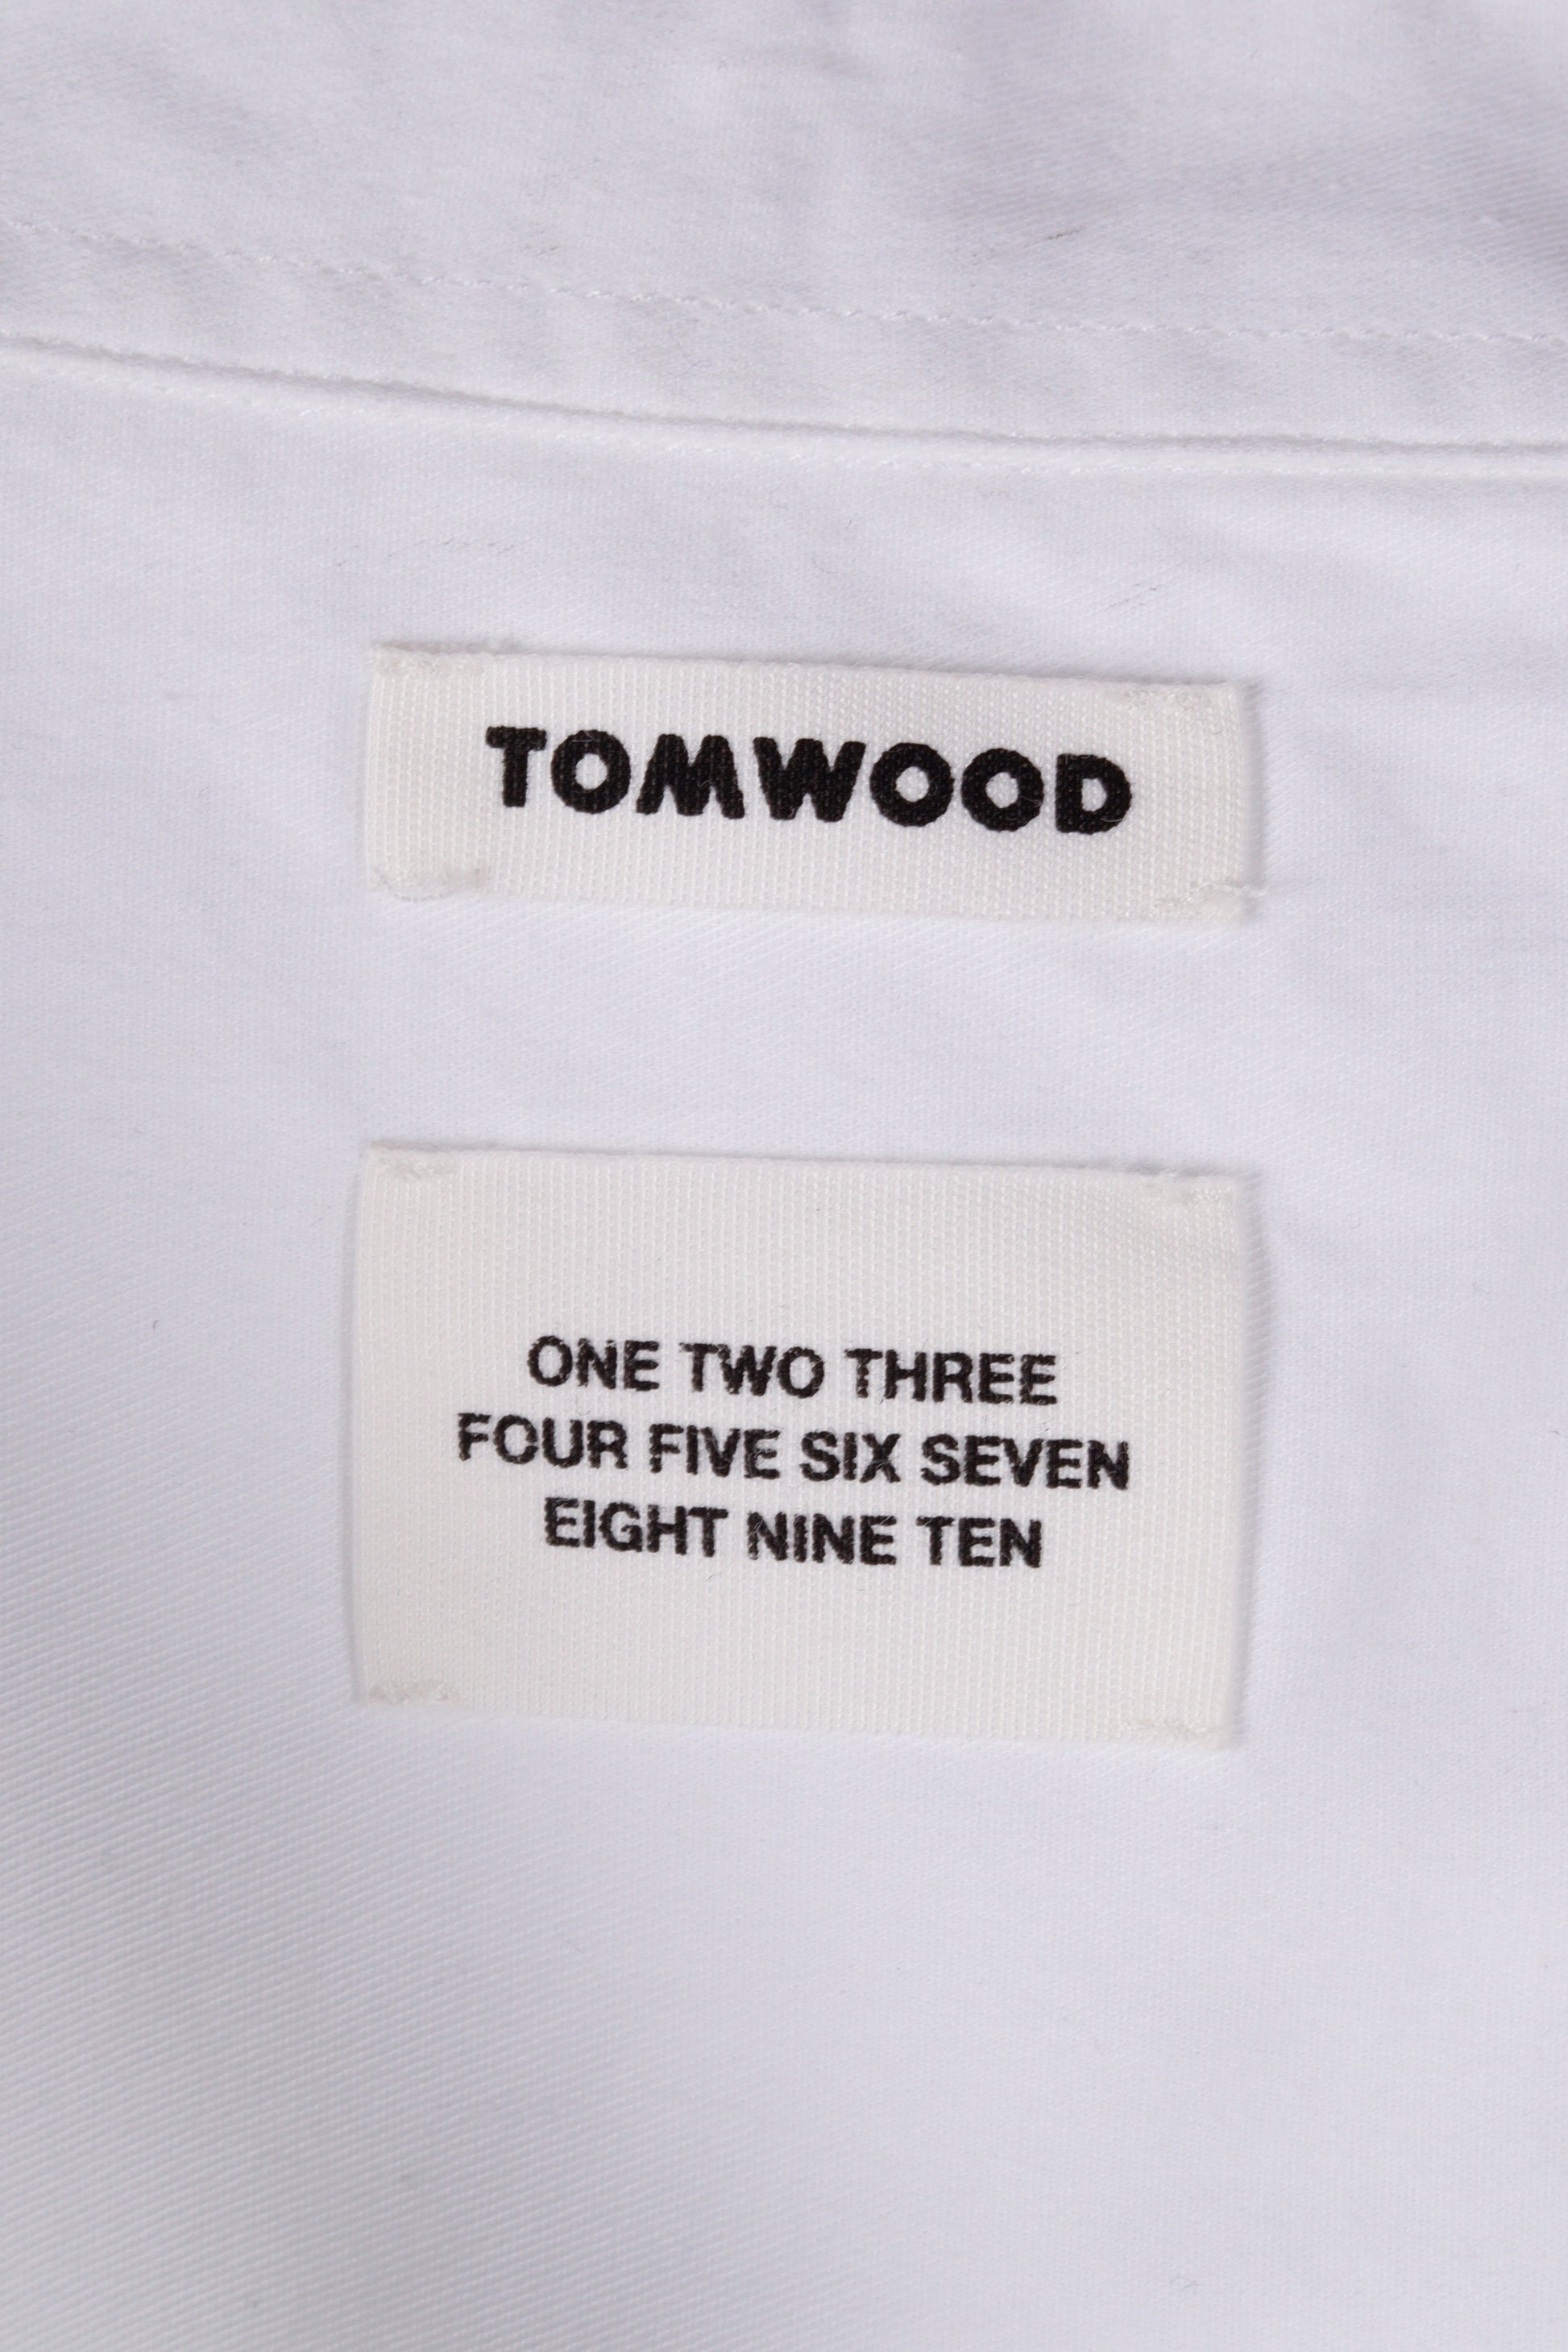 TOMWOOD
ONE TWO THREE
FOUR FIVE SIX SEVEN
EIGHT NINE TEN